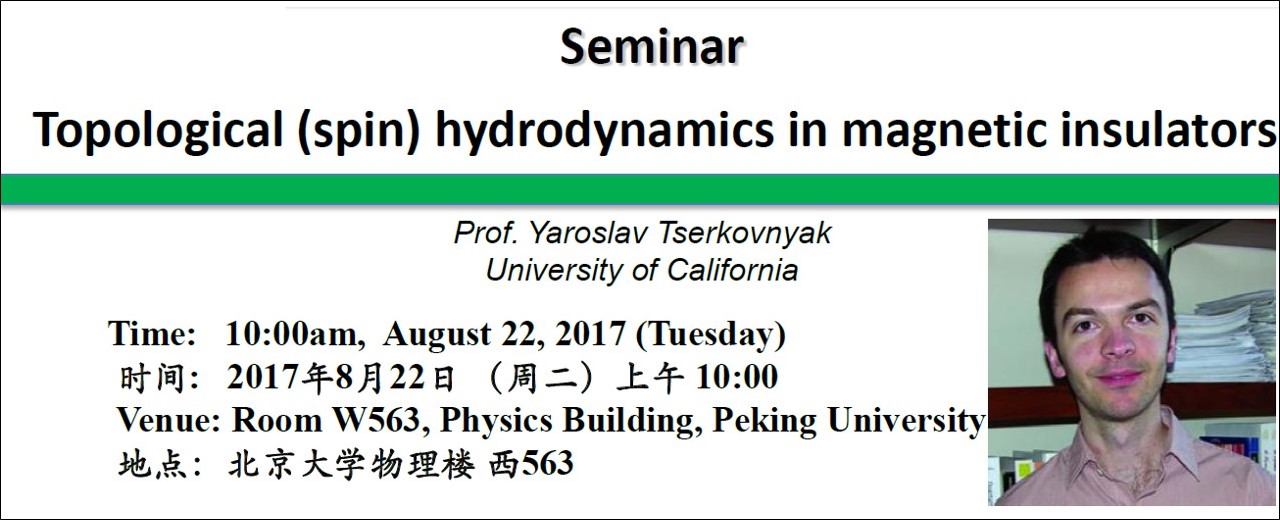 Seminar
Topological (spin) hydrodynamics in magnetic insulators
Prof. Yaroslav Tserkovnyak
University of California
Time: 10:00am, August 22, 2017 (Tuesday)
时间: 2017年8月22日 （周二）上午 10:00
Venue: Room W563, Physics Building, Peking University
地点: 北京大学物理楼 西563